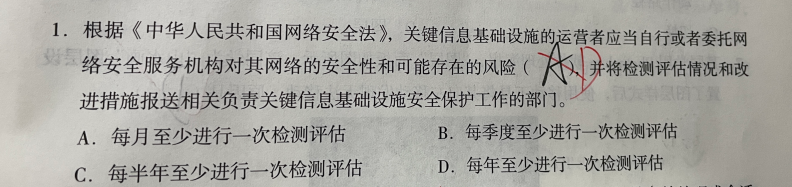 1. 根据《中华人民共和国网络安全法》，关键信息基础设施的运营者应当自行或者委托网
络安全服务机构对其网络的安全性和可能存在的风险（ A D ），并将检测评估情况和改
进措施报送相关负责关键信息基础设施安全保护工作的部门。
A. 每月至少进行一次检测评估 B. 每季度至少进行一次检测评估
C. 每半年至少进行一次检测评估 D. 每年至少进行一次检测评估